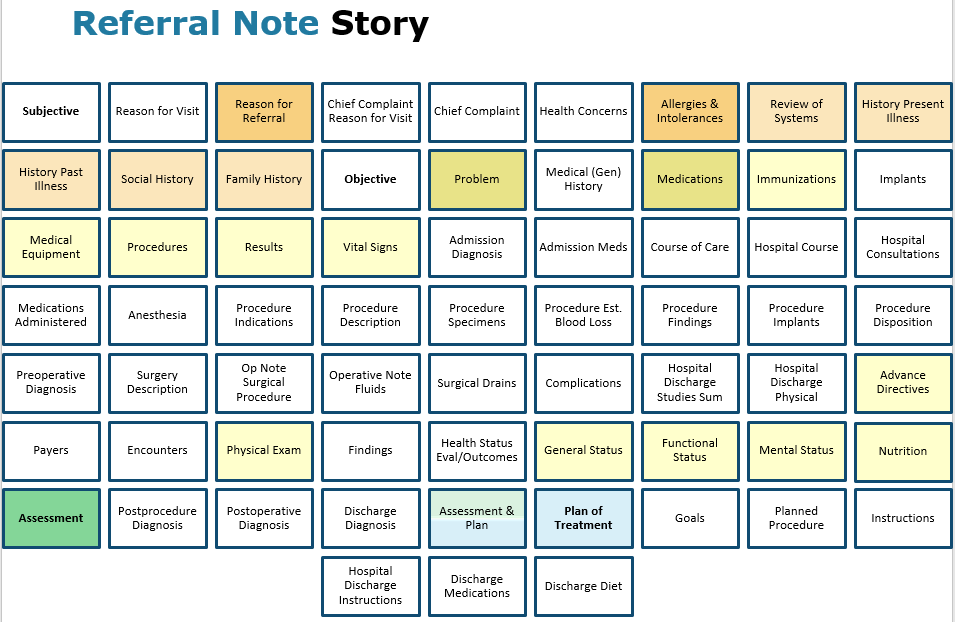 Referral Note Story
Subjective
Reason for Visit
Reason for
Referral
Chief Complaint
Reason for Visit
Chief Complaint
Health Concerns
Allergies &
Intolerances
Review of
Systems
History Present
Illness
History Past
Illness
Social History
Family History
Objective
Problem
Medical (Gen)
History
Medications
Immunizations
Implants
Medical
Equipment
Procedures
Results
Vital Signs
Admission
Diagnosis
Admission Meds
Course of Care
Hospital Course
Hospital
Consultations
Medications
Administered
Anesthesia
Procedure
Indications
Procedure
Description
Procedure
Specimens
Procedure Est.
Blood Loss
Procedure
Findings
Procedure
Implants
Procedure
Disposition
Preoperative
Diagnosis
Surgery
Description
Op Note
Surgical
Procedure
Operative Note
Fluids
Surgical Drains
Complications
Hospital
Discharge
Studies Sum
Hospital
Discharge
Physical
Advance
Directives
Payers
Encounters
Physical Exam
Findings
Health Status
Eval/Outcomes
General Status
Functional
Status
Mental Status
Nutrition
Assessment
Postprocedure
Diagnosis
Postoperative
Diagnosis
Discharge
Diagnosis
Assessment &
Plan
Plan of
Treatment
Goals
Planned
Procedure
Instructions
Hospital
Discharge
Instructions
Discharge
Medications
Discharge Diet